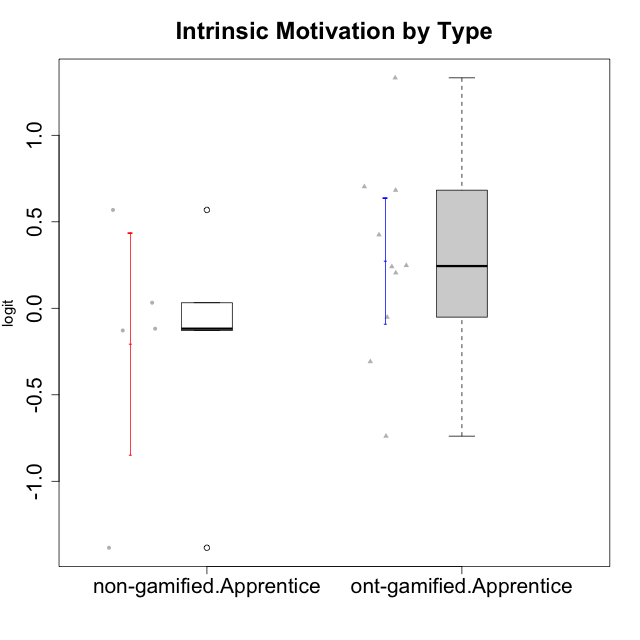 Intrinsic Motivation by Type
logit
1.0
0.5
0.0
-0.5
-1.0
non-gamified.Apprentice
ont-gamified.Apprentice